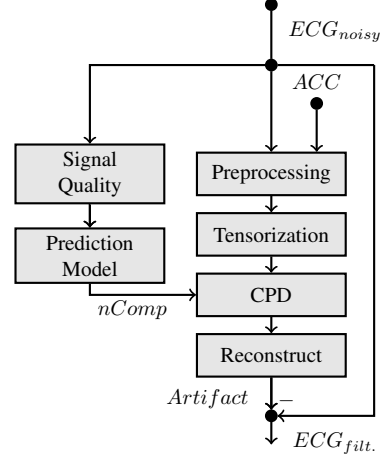 ECG_noisy
ACC
Signal
Quality
Preprocessing
Prediction
Model
Tensorization
nComp
CPD
Reconstruct
Artifact
−
ECG_filt.